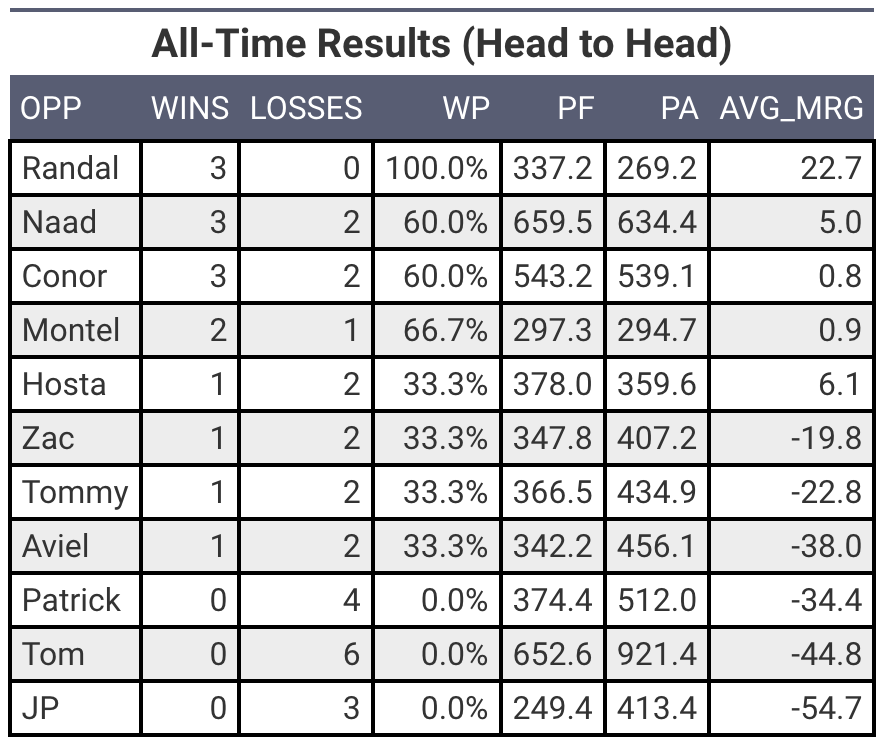 All-Time Results (Head to Head)
OPP WINS LOSSES WP PF PA AVG_MRG
Randal 3 0 100.0% 337.2 269.2 22.7
Naad 3 2 60.0% 659.5 634.4 5.0
Conor 3 2 60.0% 543.2 539.1 0.8
Montel 2 1 66.7% 297.3 294.7 0.9
Hosta 1 2 33.3% 378.0 359.6 6.1
Zac 1 2 33.3% 347.8 407.2 -19.8
Tommy 1 2 33.3% 366.5 434.9 -22.8
Aviel 1 2 33.3% 342.2 456.1 -38.0
Patrick 0 4 0.0% 374.4 512.0 -34.4
Tom 0 6 0.0% 652.6 921.4 -44.8
JP 0 3 0.0% 249.4 413.4 -54.7